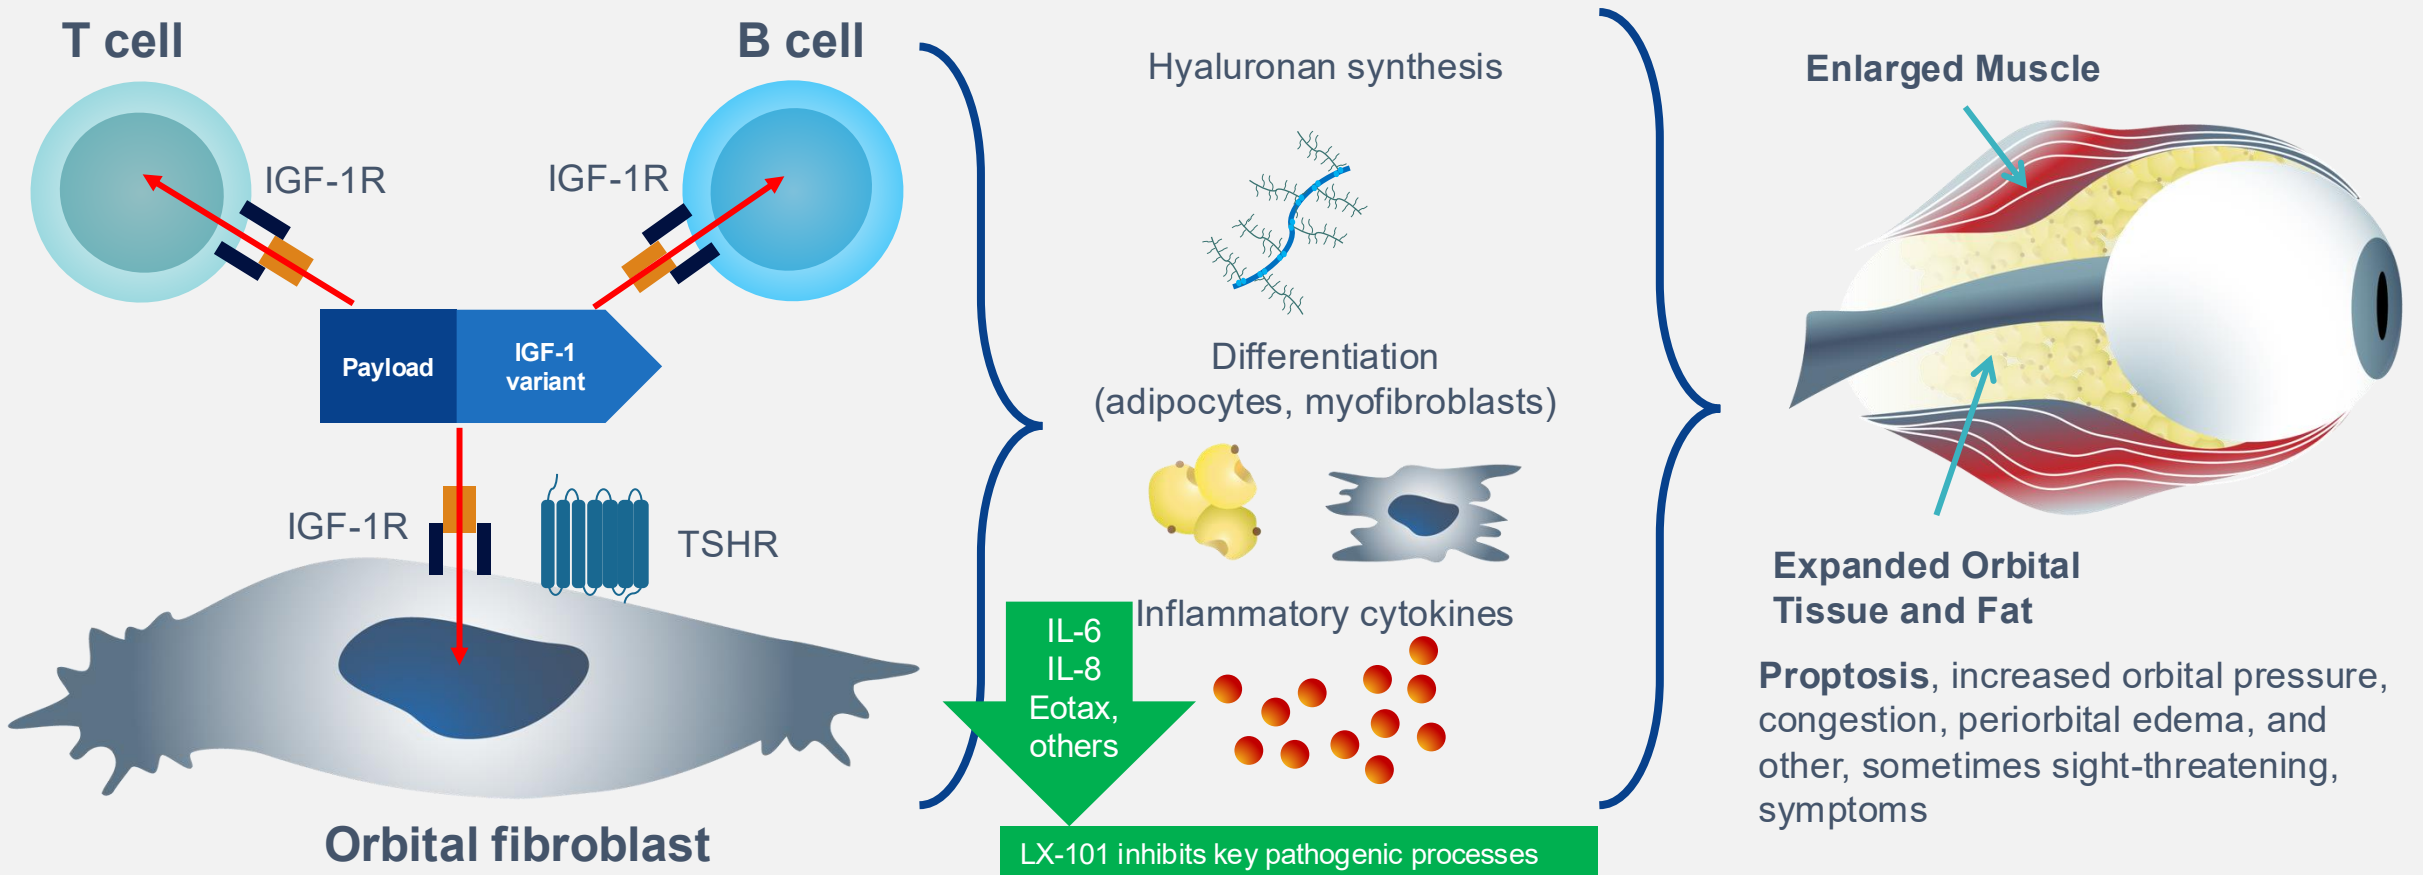 T cell
B cell
IGF-1R
IGF-1R
Payload
IGF-1
variant
IGF-1R
TSHR
Orbital fibroblast
Hyaluronan synthesis
Differentiation
(adipocytes, myofibroblasts)
Inflammatory cytokines
IL-6
IL-8
Eotax,
others
LX-101 inhibits key pathogenic processes
Enlarged Muscle
Expanded Orbital
Tissue and Fat
Proptosis, increased orbital pressure,
congestion, periorbital edema, and
other, sometimes sight-threatening,
symptoms